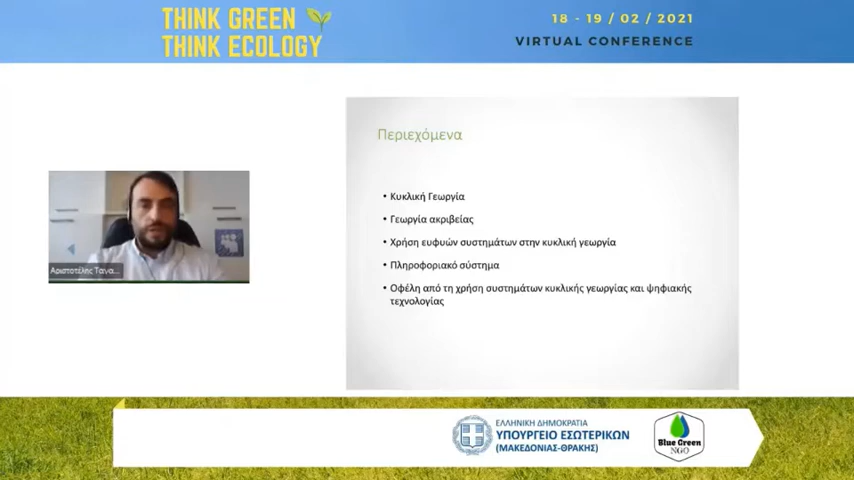 THINK GREEN
THINK ECOLOGY
18 - 19 / 02 / 2021
VIRTUAL CONFERENCE
Περιεχόμενα
• Κυκλική Γεωργία
• Γεωργία ακριβείας
• Χρήση ευφυών συστημάτων στην κυκλική γεωργία
• Πληροφοριακό σύστημα
• Οφέλη από τη χρήση συστημάτων κυκλικής γεωργίας και ψηφιακής
τεχνολογίας
Αριστοτέλης Τανα...
ΕΛΛΗΝΙΚΗ ΔΗΜΟΚΡΑΤΙΑ
ΥΠΟΥΡΓΕΙΟ ΕΣΩΤΕΡΙΚΩΝ
(ΜΑΚΕΔΟΝΙΑΣ-ΘΡΑΚΗΣ)
Blue Green
NGO